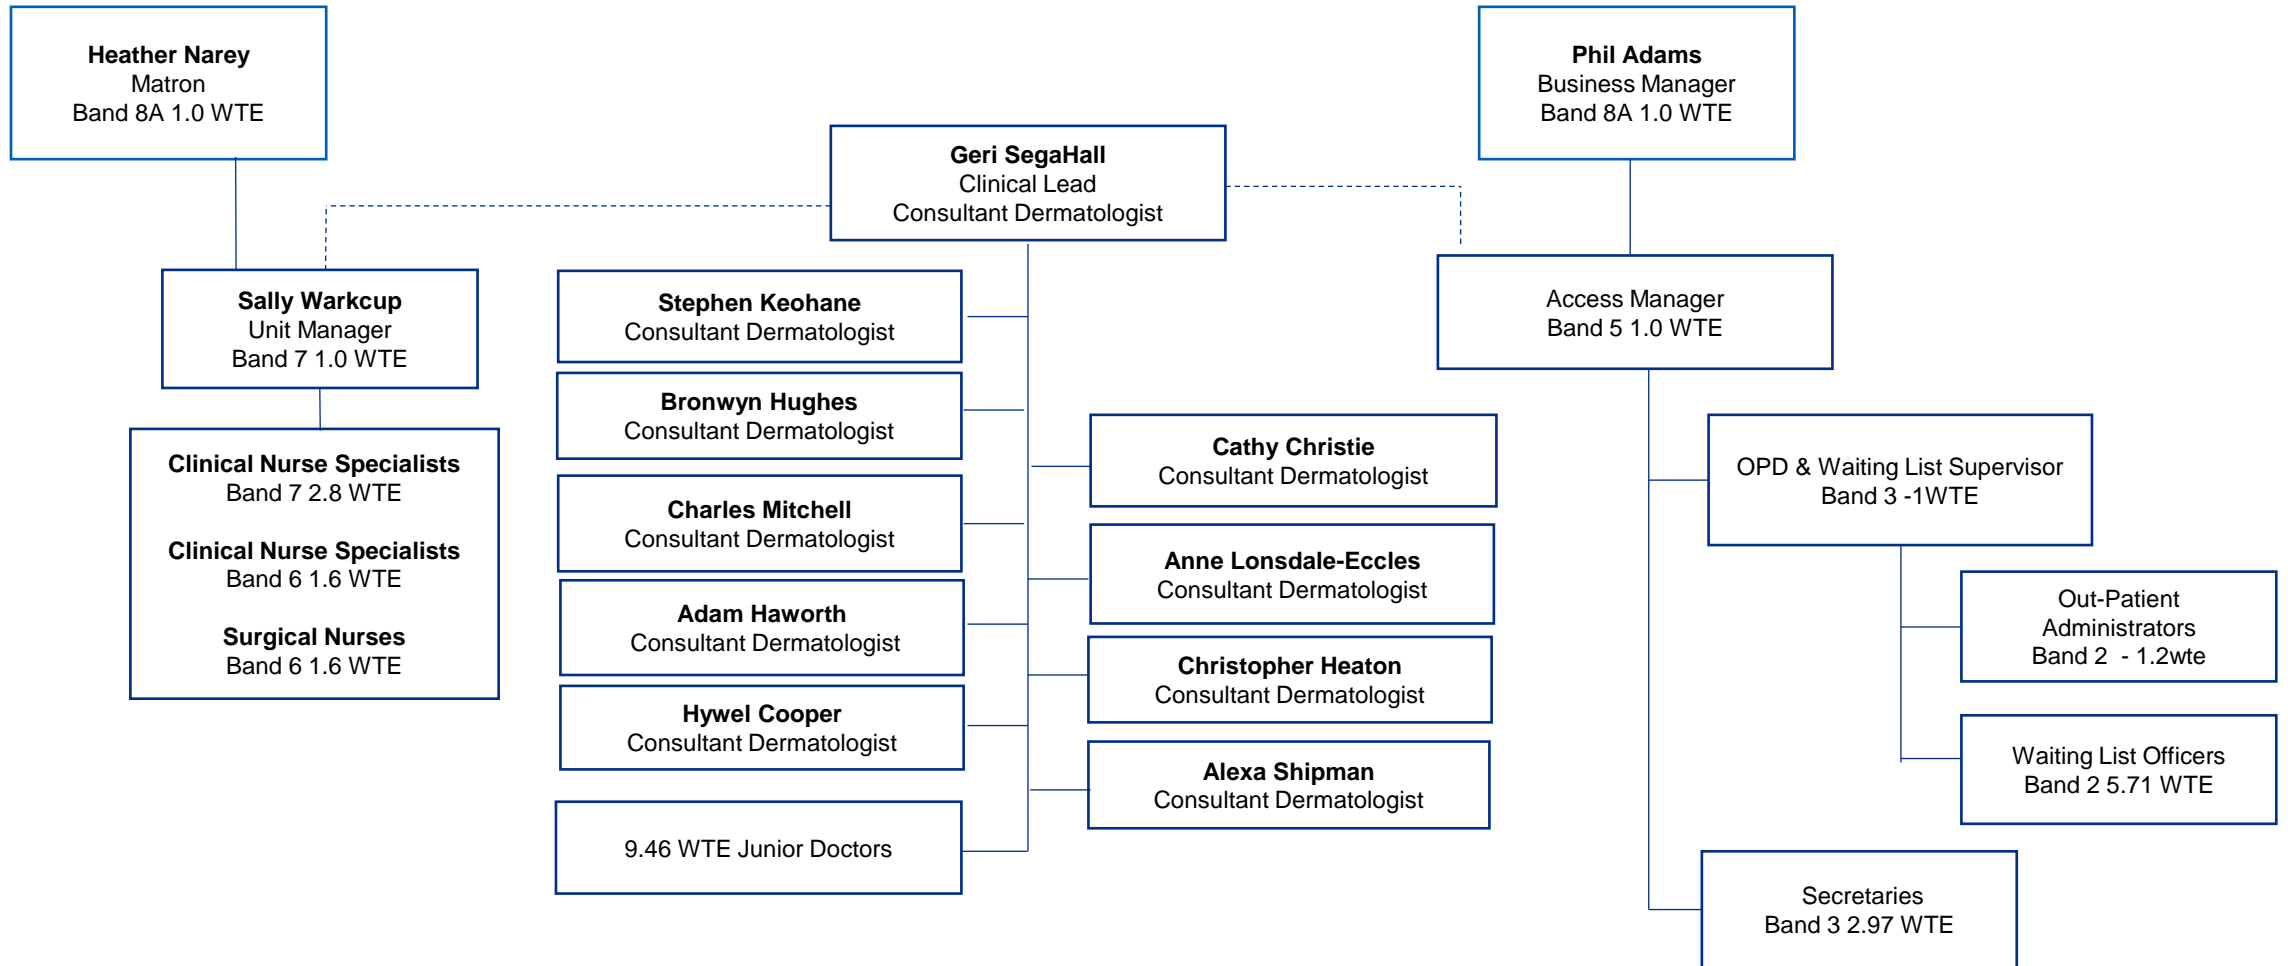 Heather Narey
Matron
Band 8A 1.0 WTE
Phil Adams
Business Manager
Band 8A 1.0 WTE
Geri SegaHall
Clinical Lead
Consultant Dermatologist
Sally Warkcup
Unit Manager
Band 7 1.0 WTE
Clinical Nurse Specialists
Band 7 2.8 WTE
Clinical Nurse Specialists
Band 6 1.6 WTE
Surgical Nurses
Band 6 1.6 WTE
Stephen Keohane
Consultant Dermatologist
Bronwyn Hughes
Consultant Dermatologist
Charles Mitchell
Consultant Dermatologist
Adam Haworth
Consultant Dermatologist
Hywel Cooper
Consultant Dermatologist
9.46 WTE Junior Doctors
Cathy Christie
Consultant Dermatologist
Anne Lonsdale-Eccles
Consultant Dermatologist
Christopher Heaton
Consultant Dermatologist
Alexa Shipman
Consultant Dermatologist
Access Manager
Band 5 1.0 WTE
OPD & Waiting List Supervisor
Band 3 -1WTE
Out-Patient
Administrators
Band 2 - 1.2wte
Waiting List Officers
Band 2 5.71 WTE
Secretaries
Band 3 2.97 WTE